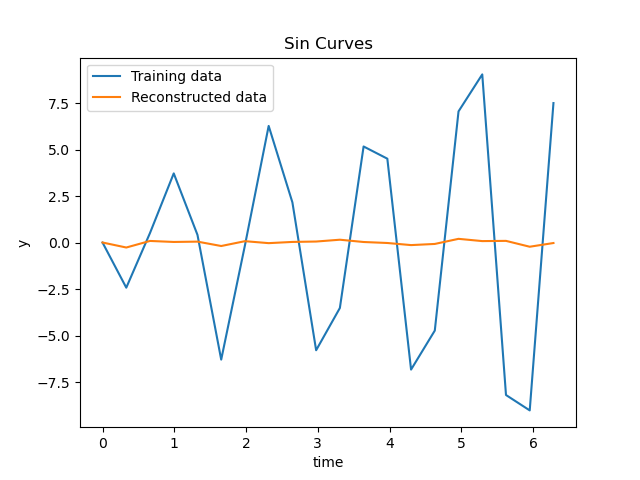 Sin Curves
Training data
Reconstructed data
7.5
5.0
2.5
0.0
−2.5
−5.0
−7.5
y
0 1 2 3 4 5 6
time